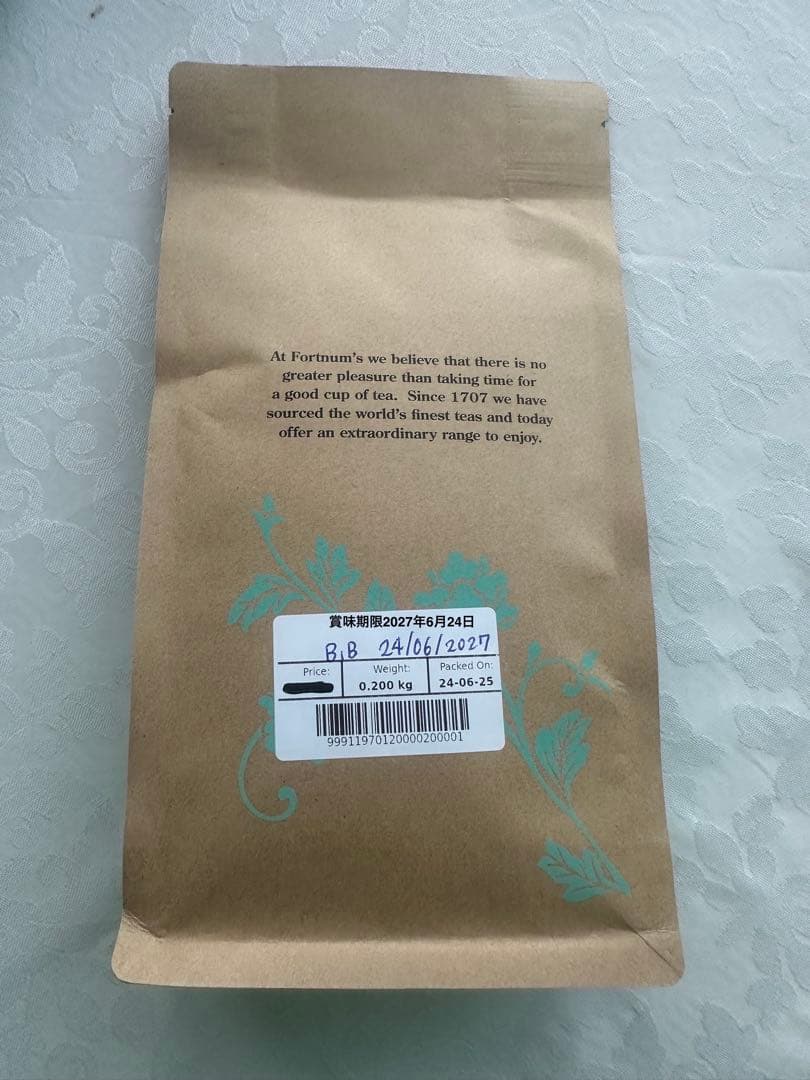 At Fortnum's we believe that there is no
greater pleasure than taking time for
a good cup of tea. Since 1707 we have
sourced the world's finest teas and today
offer an extraordinary range to enjoy.
賞味期限2027年6月24日
B,B 24/06/2027
Price: Weight: Packed On:
0.200 kg 24-06-25
99911970120000200001